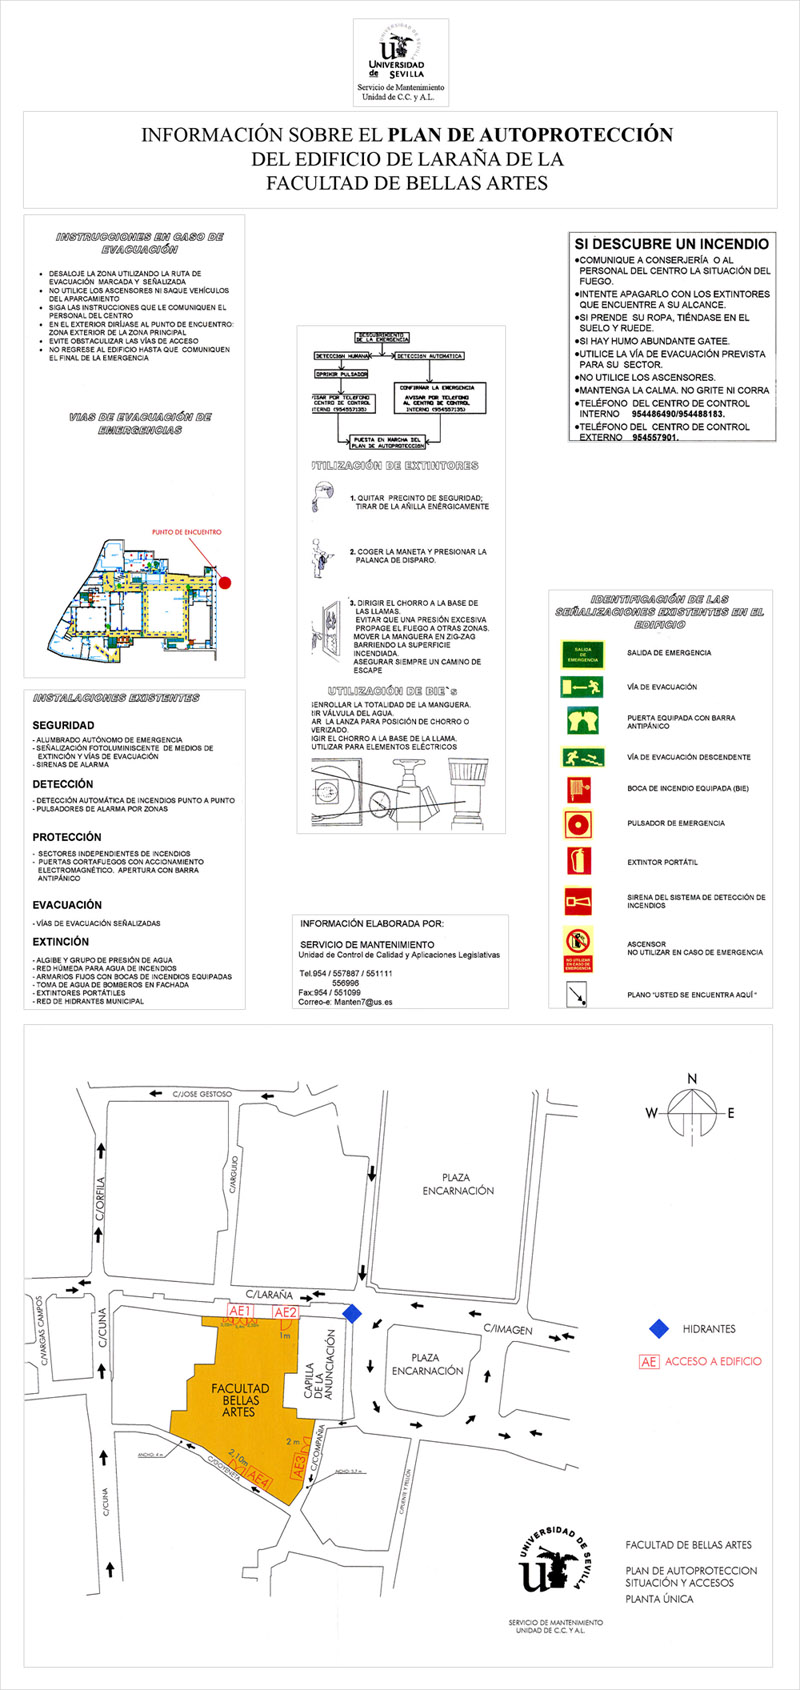 UNIVERSIDAD
de SEVILLA
Servicio de Mantenimiento
Unidad de C.C. y A.L.
INFORMACIÓN SOBRE EL PLAN DE AUTOPROTECCIÓN
DEL EDIFICIO DE LARAÑA DE LA
FACULTAD DE BELLAS ARTES
INSTRUCCIONES EN CASO DE
EVACUACIÓN
• DESALOJE LA ZONA UTILIZANDO LA RUTA DE
EVACUACIÓN MARCADA Y SEÑALIZADA
• NO UTILICE LOS ASCENSORES NI SAQUE VEHÍCULOS
DEL APARCAMIENTO
• SIGA LAS INSTRUCCIONES QUE LE COMUNIQUEN EL
PERSONAL DEL CENTRO
• EN EL EXTERIOR DIRÍJASE AL PUNTO DE ENCUENTRO:
ZONA EXTERIOR DE LA ZONA PRINCIPAL
• EVITE OBSTACULIZAR LAS VÍAS DE ACCESO
• NO REGRESE AL EDIFICIO HASTA QUE COMUNIQUEN
EL FINAL DE LA EMERGENCIA
VIAS DE EVACUACIÓN DE
EMERGENCIAS
PUNTO DE ENCUENTRO
INSTALACIONES EXISTENTES
SEGURIDAD
- ALUMBRADO AUTÓNOMO DE EMERGENCIA
- SEÑALIZACIÓN FOTOLUMINISCENTE DE MEDIOS DE
EXTINCIÓN Y VÍAS DE EVACUACIÓN
- SIRENAS DE ALARMA
DETECCIÓN
- DETECCIÓN AUTOMÁTICA DE INCENDIOS PUNTO A PUNTO
- PULSADORES DE ALARMA POR ZONAS
PROTECCIÓN
- SECTORES INDEPENDIENTES DE INCENDIOS
- PUERTAS CORTAFUEGOS CON ACCIONAMIENTO
ELECTROMAGNÉTICO. APERTURA CON BARRA
ANTIPÁNICO
EVACUACIÓN
- VÍAS DE EVACUACIÓN SEÑALIZADAS
EXTINCIÓN
- ALGIBE Y GRUPO DE PRESIÓN DE AGUA
- RED HÚMEDA PARA AGUA DE INCENDIOS
- ARMARIOS FIJOS CON BOCAS DE INCENDIOS EQUIPADAS
- TOMA DE AGUA DE BOMBEROS EN FACHADA
- EXTINTORES PORTÁTILES
- RED DE HIDRANTES MUNICIPAL
DESCUBRIMIENTO
DE LA EMERGENCIA
DETECCIÓN HUMANA
DETECCIÓN AUTOMÁTICA
OPRIMIR PULSADOR
VISAR POR TELEFONO
CENTRO DE CONTROL
INTERNO (954557135)
CONFIRMAR LA EMERGENCIA
AVISAR POR TELEFONO
AL CENTRO DE CONTROL
INTERNO (954557135)
PUESTA EN MARCHA DEL
PLAN DE AUTOPROTECCIÓN
UTILIZACIÓN DE EXTINTORES
1. QUITAR PRECINTO DE SEGURIDAD;
TIRAR DE LA AÑILLA ENÉRGICAMENTE
2. COGER LA MANETA Y PRESIONAR LA
PALANCA DE DISPARO.
3. DIRIGIR EL CHORRO A LA BASE DE
LAS LLAMAS.
EVITAR QUE UNA PRESIÓN EXCESIVA
PROPAGE EL FUEGO A OTRAS ZONAS.
MOVER LA MANGUERA EN ZIG-ZAG
BARRIENDO LA SUPERFICIE
INCENDIADA.
ASEGURAR SIEMPRE UN CAMINO DE
ESCAPE
UTILIZACIÓN DE BIE`s
ENROLLAR LA TOTALIDAD DE LA MANGUERA.
IR VÁLVULA DEL AGUA.
AR LA LANZA PARA POSICIÓN DE CHORRO O
VERIZADO.
IGIR EL CHORRO A LA BASE DE LA LLAMA.
UTILIZAR PARA ELEMENTOS ELÉCTRICOS
INFORMACIÓN ELABORADA POR:
SERVICIO DE MANTENIMIENTO
Unidad de Control de Calidad y Aplicaciones Legislativas
Tel.954 / 557887 / 551111
556996
Fax:954 / 551099
Correo-e: Manten7@us.es
SI DESCUBRE UN INCENDIO
●COMUNIQUE A CONSERJERÍA O AL
PERSONAL DEL CENTRO LA SITUACIÓN DEL
FUEGO.
●INTENTE APAGARLO CON LOS EXTINTORES
QUE ENCUENTRE A SU ALCANCE.
●SI PRENDE SU ROPA, TIÉNDASE EN EL
SUELO Y RUEDE.
●SI HAY HUMO ABUNDANTE GATEE.
●UTILICE LA VÍA DE EVACUACIÓN PREVISTA
PARA SU SECTOR.
●NO UTILICE LOS ASCENSORES.
●MANTENGA LA CALMA. NO GRITE NI CORRA
●TELÉFONO DEL CENTRO DE CONTROL
INTERNO 954486490/954488183.
●TELÉFONO DEL CENTRO DE CONTROL
EXTERNO 954557901.
IDENTIFICACIÓN DE LAS
SEÑALIZACIONES EXISTENTES EN EL
EDIFICIO
SALIDA
DE
EMERGENCIA
SALIDA DE EMERGENCIA
VÍA DE EVACUACIÓN
PUERTA EQUIPADA CON BARRA
ANTIPÁNICO
VÍA DE EVACUACIÓN DESCENDENTE
BOCA DE INCENDIO EQUIPADA (BIE)
PULSADOR DE EMERGENCIA
EXTINTOR PORTÁTIL
SIRENA DEL SISTEMA DE DETECCIÓN DE
INCENDIOS
ASCENSOR
NO UTILIZAR EN CASO DE EMERGENCIA
NO UTILIZAR
EN CASO DE
EMERGENCIA
PLANO "USTED SE ENCUENTRA AQUÍ"
C/JOSE GESTOSO
C/ORFILA
C/ARGUIJO
PLAZA
ENCARNACIÓN
N
W E
C/LARAÑA
C/VARGAS CAMPOS
C/CUNA
AE1
AE2
1m
C/IMAGEN
CAPILLA
DE LA
ANUNCIACIÓN
PLAZA
ENCARNACIÓN
FACULTAD
BELLAS
ARTES
2 m
AE3
C/COMPAÑIA
2,10m
AE4
C/GOYENETA
C/PUENTE Y PELLÓN
C/CUNA
HIDRANTES
AE ACCESO A EDIFICIO
UNIVERSIDAD DE SEVILLA
SERVICIO DE MANTENIMIENTO
UNIDAD DE C.C. Y A.L.
FACULTAD DE BELLAS ARTES
PLAN DE AUTOPROTECCION
SITUACIÓN Y ACCESOS
PLANTA ÚNICA